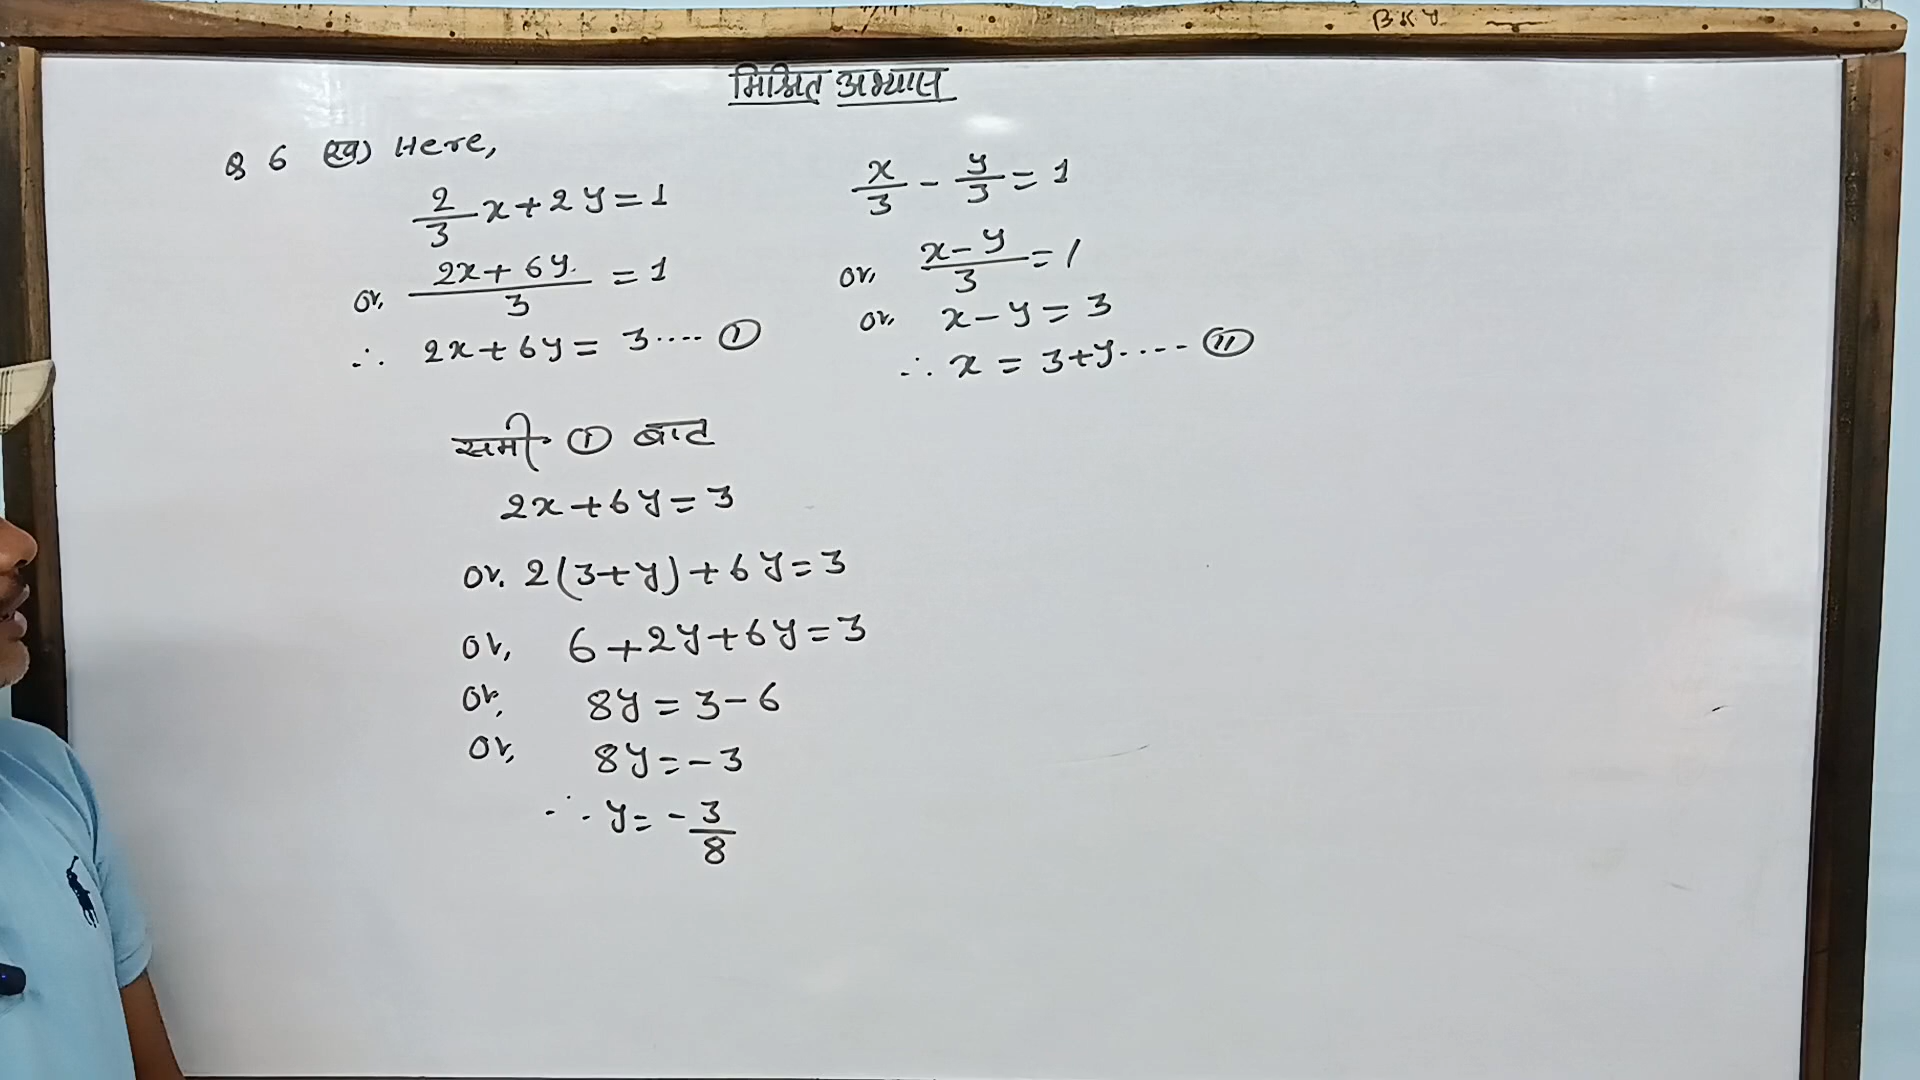 BKY
मिश्रित अभ्यास
Q 6 (ख) Here,
2/3 x + 2y = 1
or, (2x + 6y)/3 = 1
∴ 2x + 6y = 3 .... (I)
x/3 - y/3 = 1
or, (x - y)/3 = 1
or, x - y = 3
∴ x = 3 + y .... (II)
समी. (I) बाट
2x + 6y = 3
or. 2(3 + y) + 6y = 3
or, 6 + 2y + 6y = 3
or, 8y = 3 - 6
or, 8y = -3
∴ y = -3/8